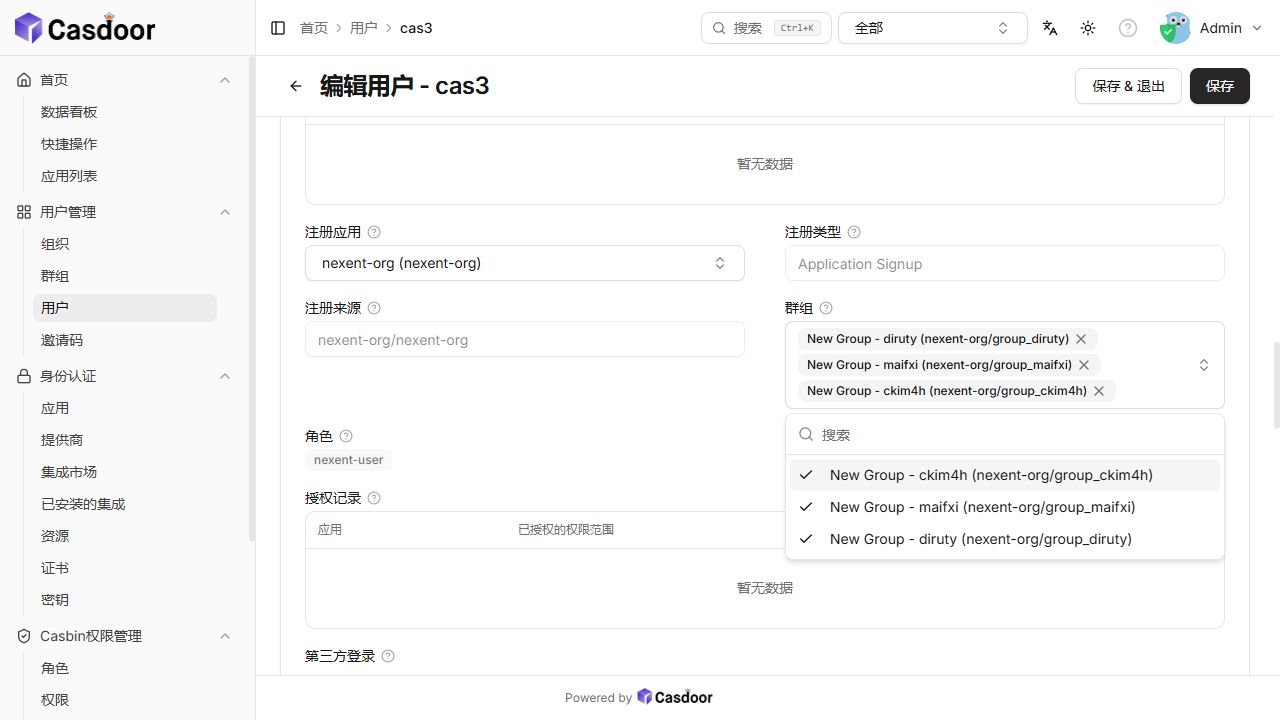 Casdoor
首页
用户
cas3
搜索
Ctrl+K
全部
Admin
首页
数据看板
快捷操作
应用列表
用户管理
组织
群组
用户
邀请码
身份认证
应用
提供商
集成市场
已安装的集成
资源
证书
密钥
Casbin权限管理
角色
权限
编辑用户 - cas3
保存 & 退出
保存
暂无数据
注册应用
nexent-org (nexent-org)
注册类型
Application Signup
注册来源
nexent-org/nexent-org
群组
New Group - diruty (nexent-org/group_diruty)
New Group - maifxi (nexent-org/group_maifxi)
New Group - ckim4h (nexent-org/group_ckim4h)
搜索
New Group - ckim4h (nexent-org/group_ckim4h)
New Group - maifxi (nexent-org/group_maifxi)
New Group - diruty (nexent-org/group_diruty)
角色
nexent-user
授权记录
应用
已授权的权限范围
暂无数据
第三方登录
Powered by Casdoor